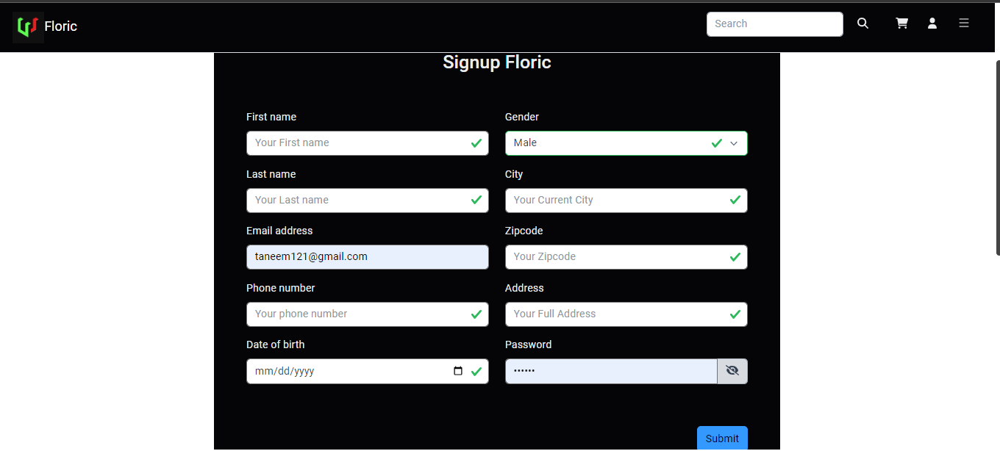 Floric
Search
Signup Floric
First name
Your First name
Gender
Male
Last name
Your Last name
City
Your Current City
Email address
taneem121@gmail.com
Zipcode
Your Zipcode
Phone number
Your phone number
Address
Your Full Address
Date of birth
mm/dd/yyyy
Password
••••••
Submit